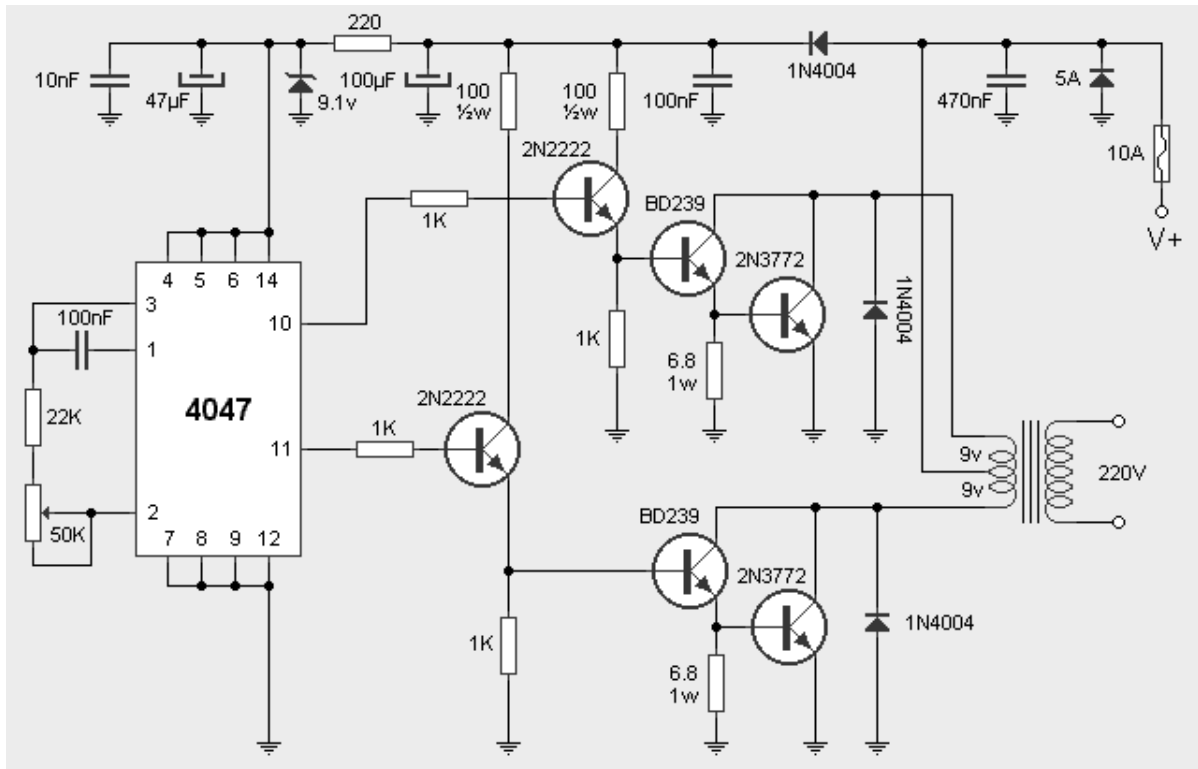 220
10nF
47µF
9.1v
100µF
100
½w
100
½w
100nF
1N4004
470nF
5A
10A
V+
2N2222
1K
BD239
2N3772
1N4004
1K
6.8
1w
4
5
6
14
3
100nF
1
10
4047
22K
11
50K
2
7
8
9
12
2N2222
1K
9v
9v
220V
BD239
2N3772
1K
6.8
1w
1N4004